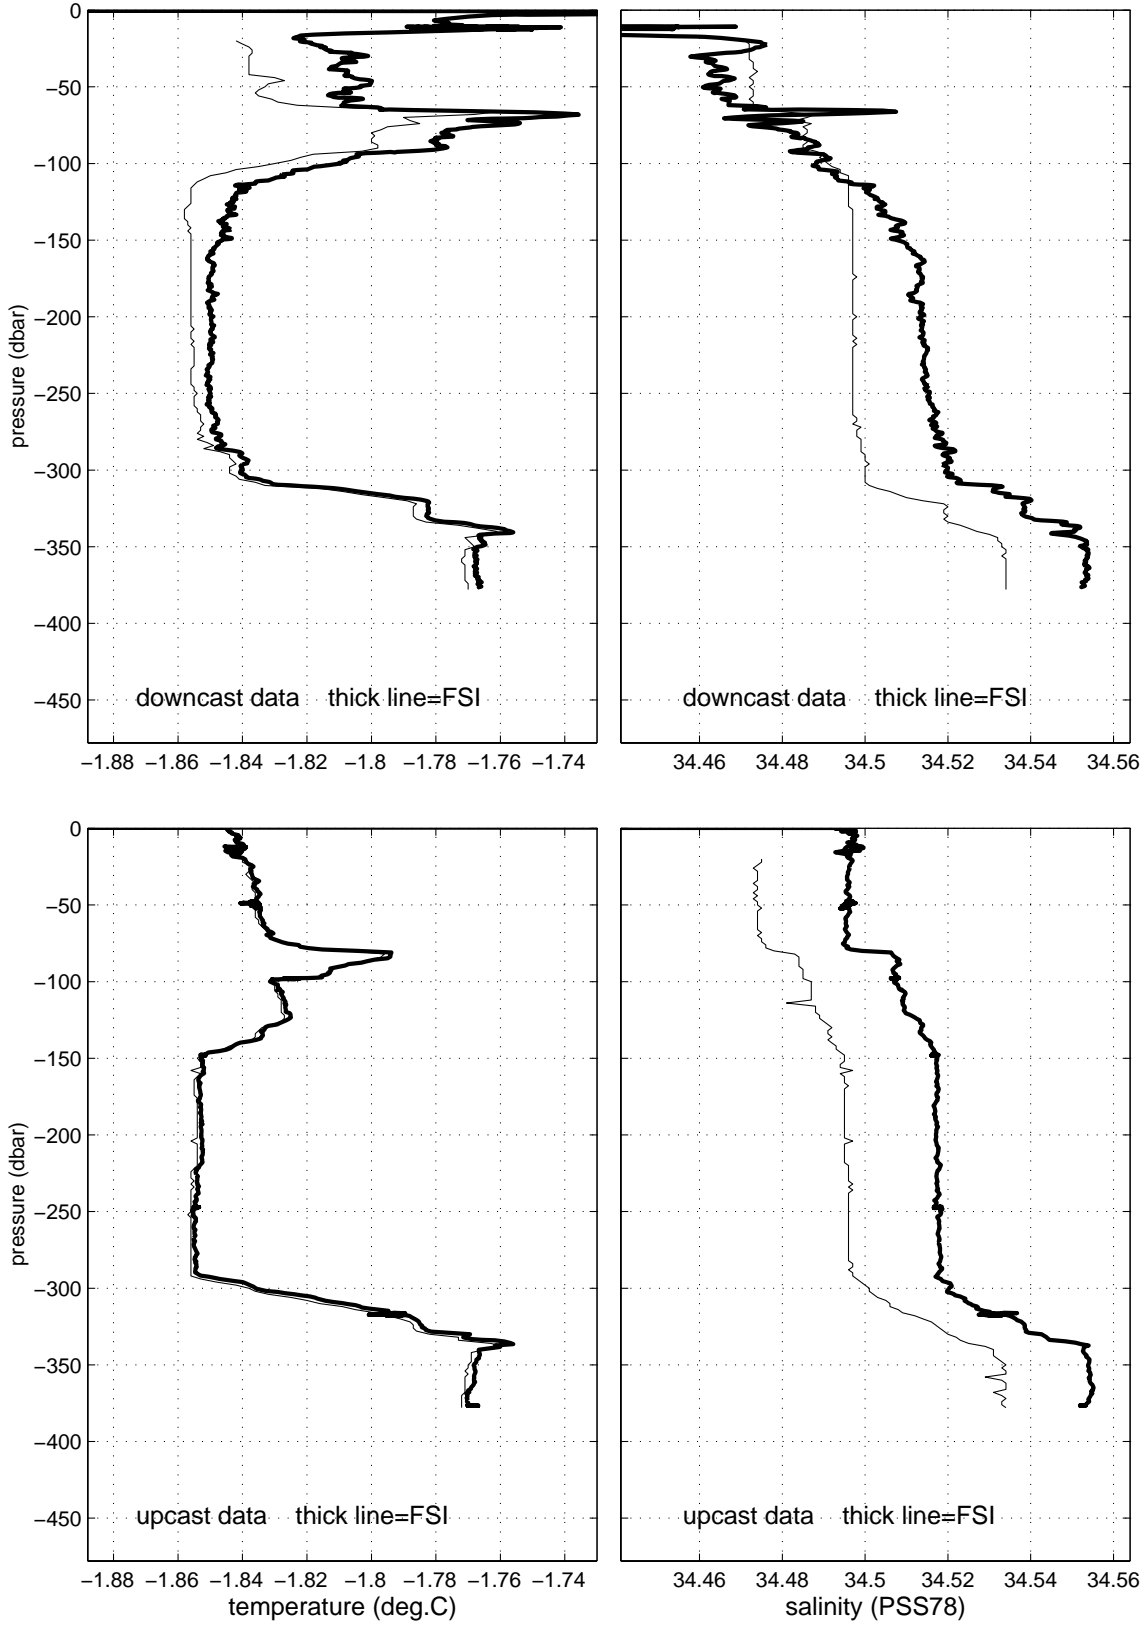 0
−50
−100
−150
−200
−250
−300
−350
−400
−450
pressure (dbar)
downcast data thick line=FSI
−1.88 −1.86 −1.84 −1.82 −1.8 −1.78 −1.76 −1.74
downcast data thick line=FSI
34.46 34.48 34.5 34.52 34.54 34.56
0
−50
−100
−150
−200
−250
−300
−350
−400
−450
pressure (dbar)
upcast data thick line=FSI
−1.88 −1.86 −1.84 −1.82 −1.8 −1.78 −1.76 −1.74
temperature (deg.C)
upcast data thick line=FSI
34.46 34.48 34.5 34.52 34.54 34.56
salinity (PSS78)